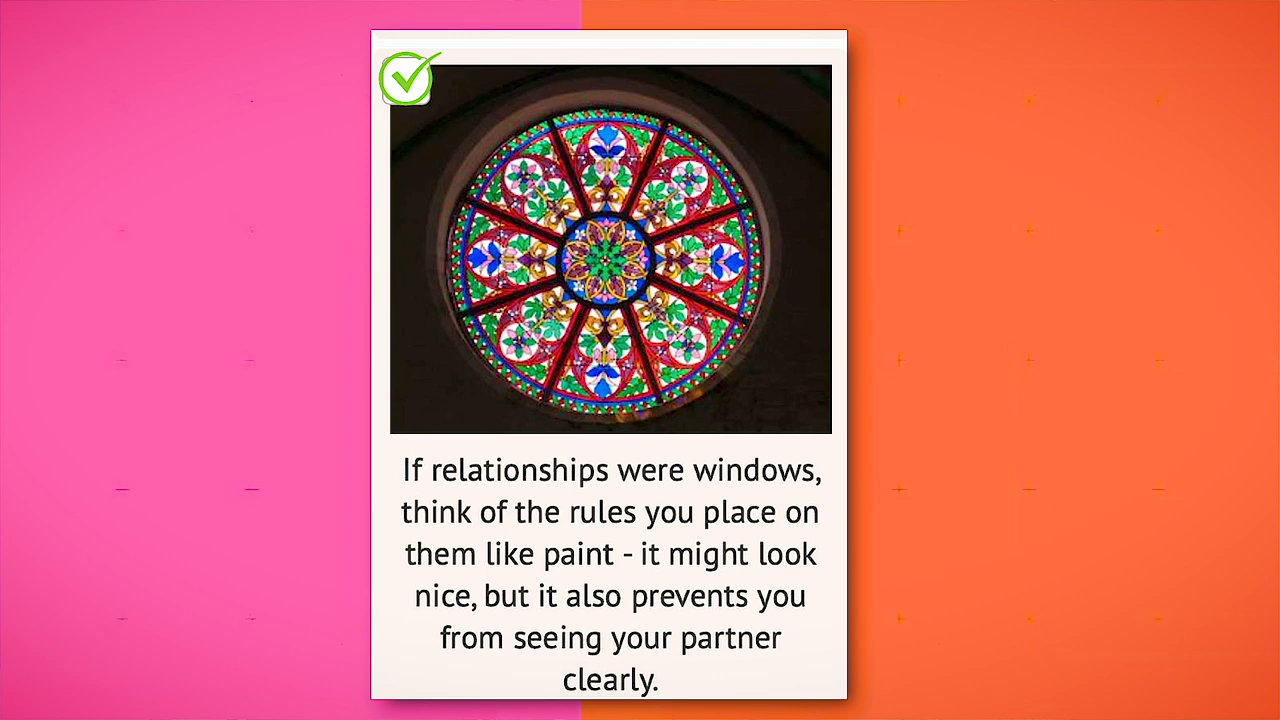 If relationships were windows,
think of the rules you place on
them like paint - it might look
nice, but it also prevents you
from seeing your partner
clearly.